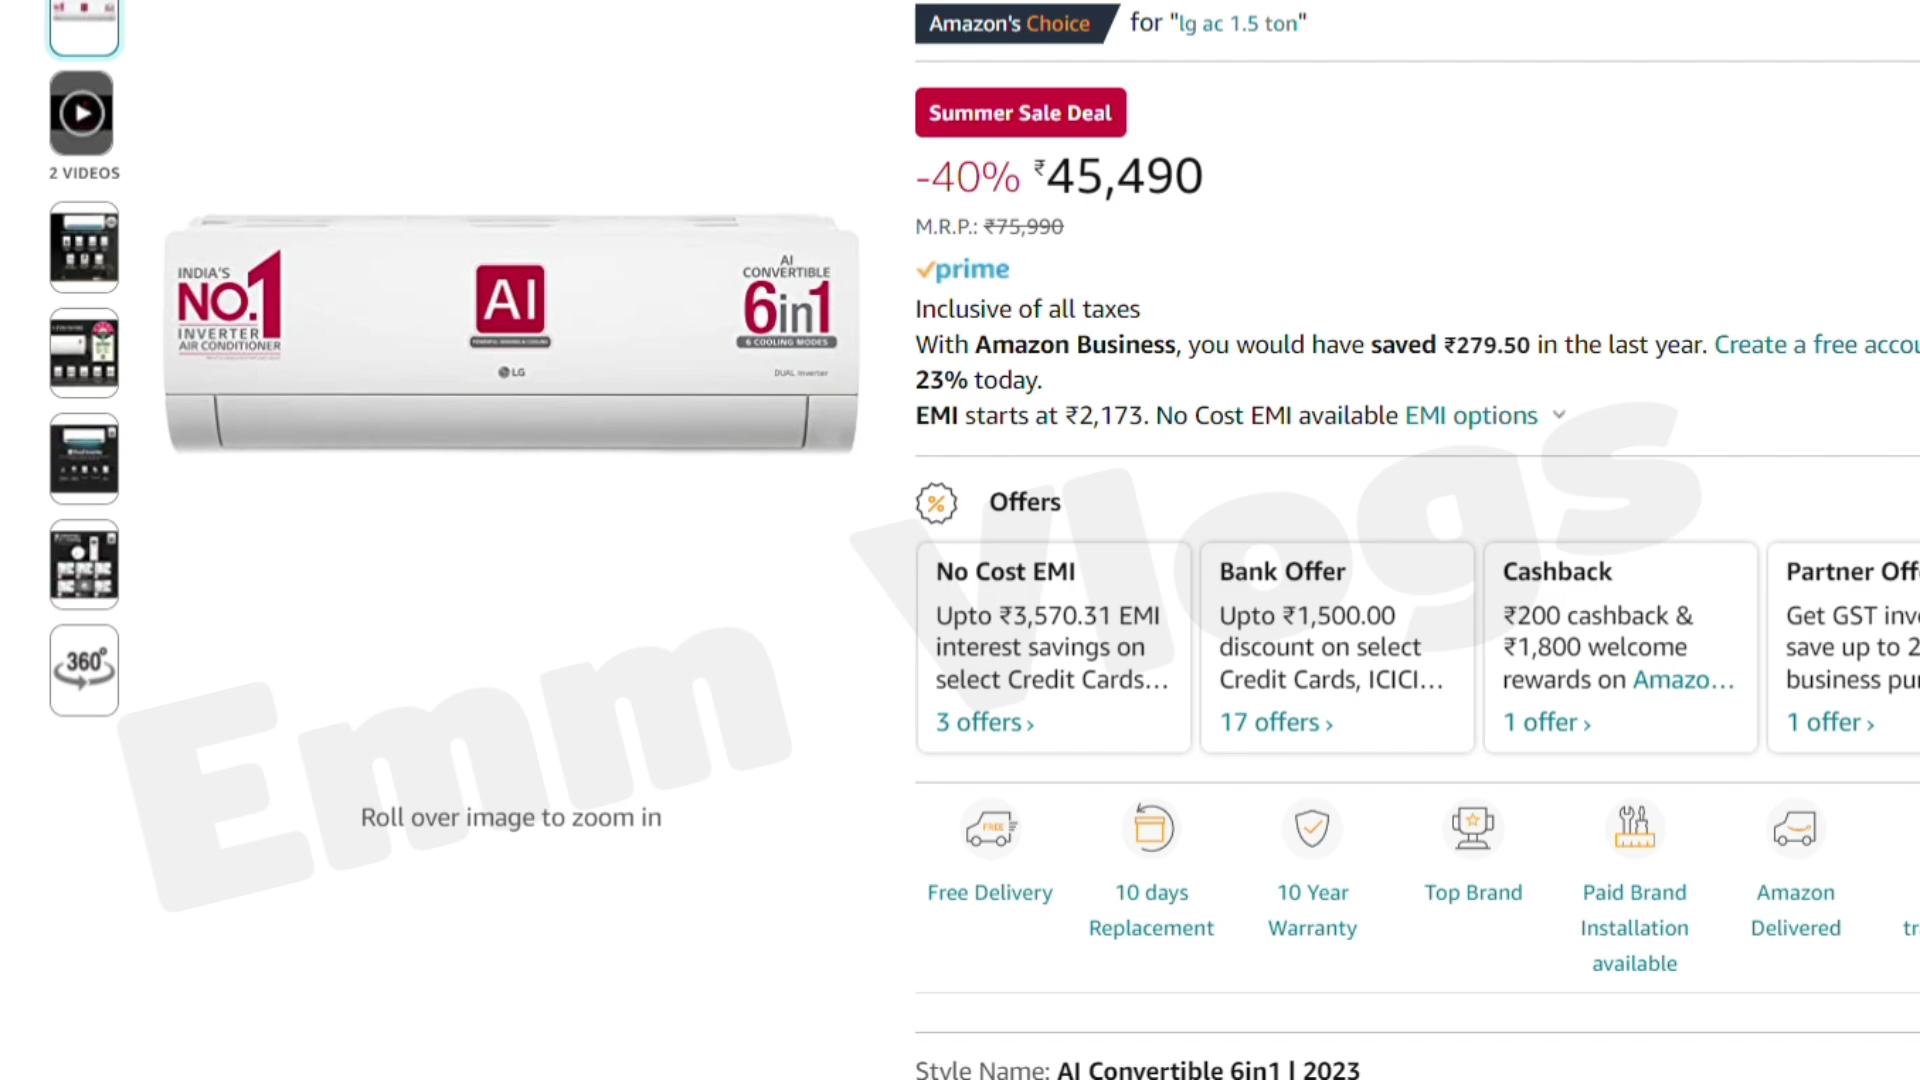 Amazon's Choice for "lg ac 1.5 ton"
Summer Sale Deal
-40% ₹45,490
M.R.P.: ₹75,990
prime
Inclusive of all taxes
With Amazon Business, you would have saved ₹279.50 in the last year. Create a free accou
23% today.
EMI starts at ₹2,173. No Cost EMI available EMI options
2 VIDEOS
INDIA'S
NO.1
INVERTER
AIR CONDITIONER
AI
POWERFUL SENSING & COOLING
LG
AI
CONVERTIBLE
6in1
6 COOLING MODES
DUAL Inverter
360°
Roll over image to zoom in
Emm Vlogs
Offers
No Cost EMI
Upto ₹3,570.31 EMI
interest savings on
select Credit Cards…
3 offers ›
Bank Offer
Upto ₹1,500.00
discount on select
Credit Cards, ICICI…
17 offers ›
Cashback
₹200 cashback &
₹1,800 welcome
rewards on Amazo…
1 offer ›
Partner Off
Get GST inv
save up to 2
business pu
1 offer ›
FREE
Free Delivery
10 days
Replacement
10 Year
Warranty
Top Brand
Paid Brand
Installation
available
Amazon
Delivered
tr
Style Name: AI Convertible 6in1 | 2023